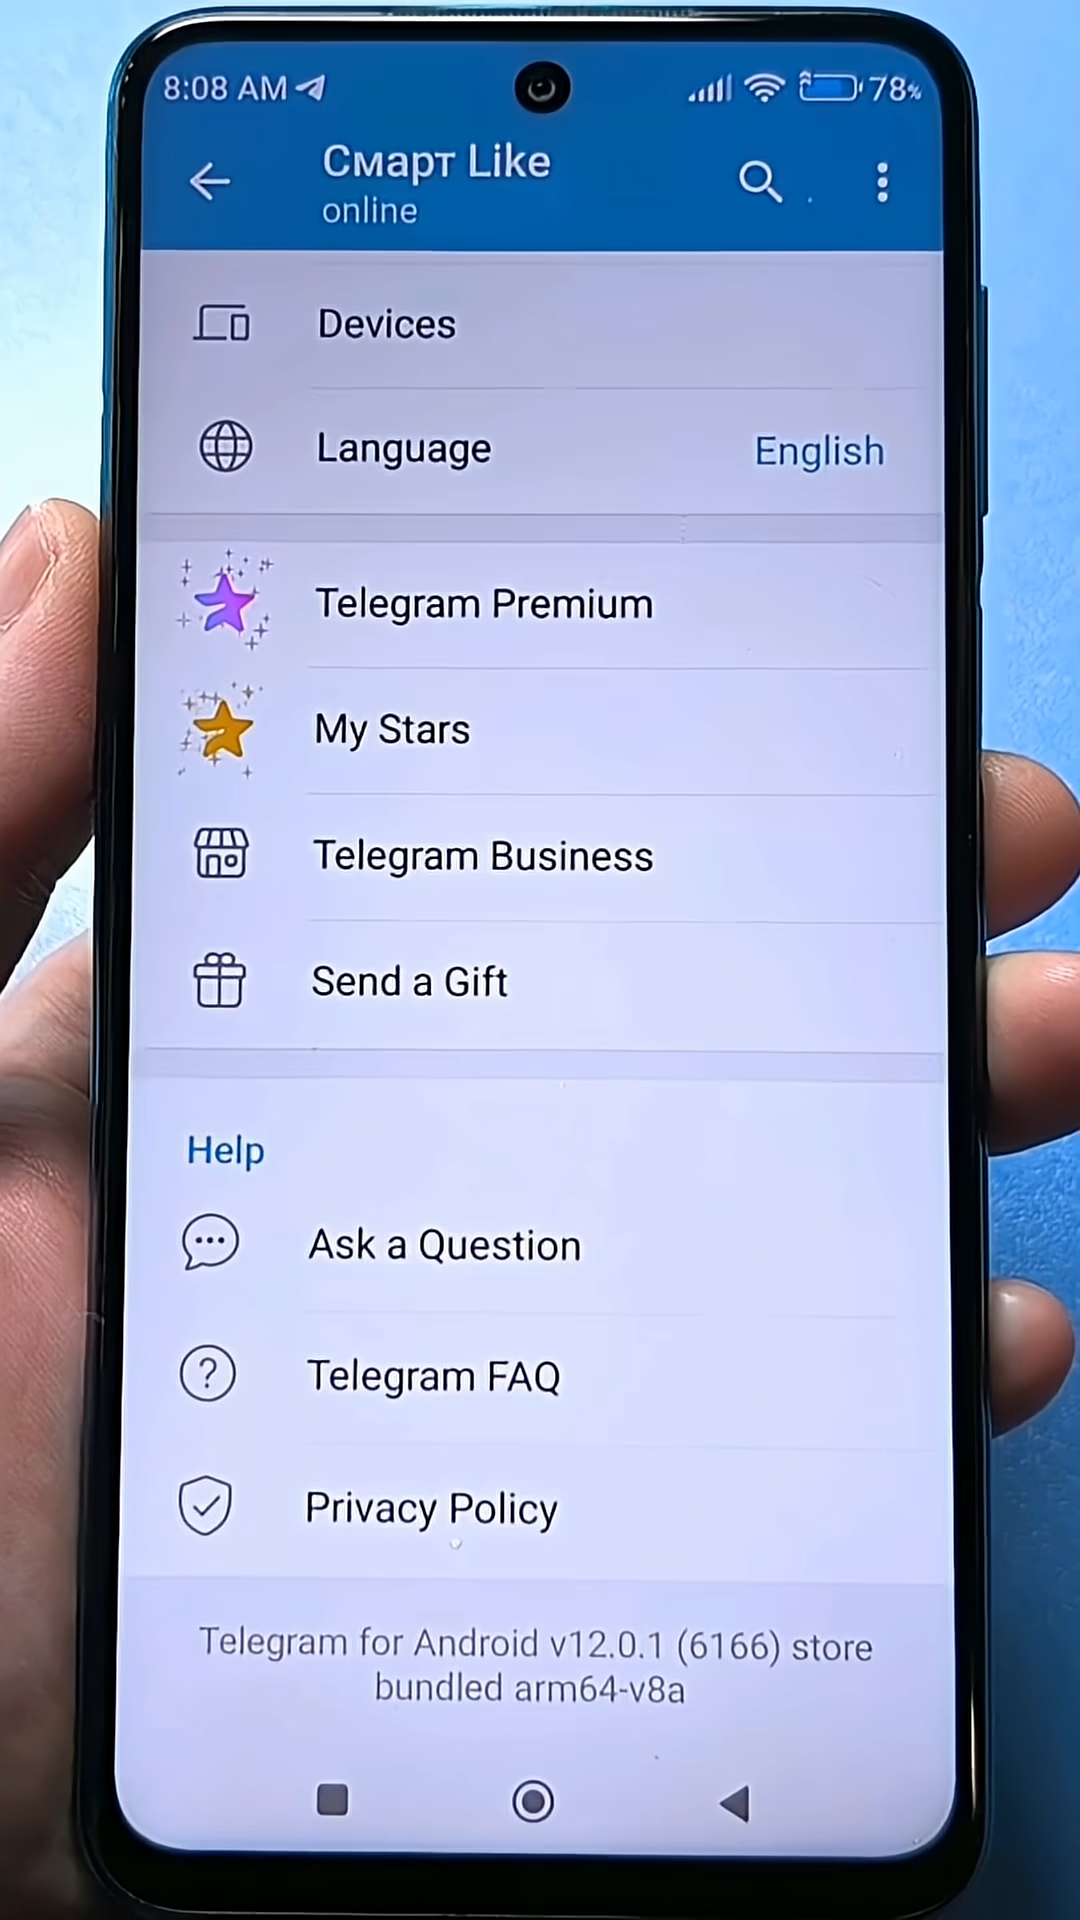 8:08 AM
78%
Смарт Like
online
Devices
Language
English
Telegram Premium
My Stars
Telegram Business
Send a Gift
Help
Ask a Question
Telegram FAQ
Privacy Policy
Telegram for Android v12.0.1 (6166) store
bundled arm64-v8a